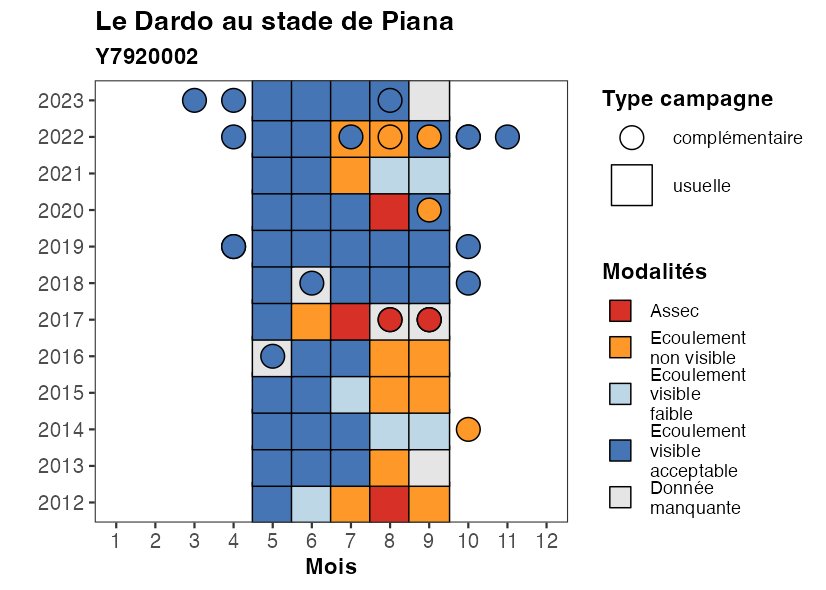 Le Dardo au stade de Piana
Y7920002
2023
2022
2021
2020
2019
2018
2017
2016
2015
2014
2013
2012
1 2 3 4 5 6 7 8 9 10 11 12
Mois
Type campagne
complémentaire
usuelle
Modalités
Assec
Ecoulement
non visible
Ecoulement
visible
faible
Ecoulement
visible
acceptable
Donnée
manquante